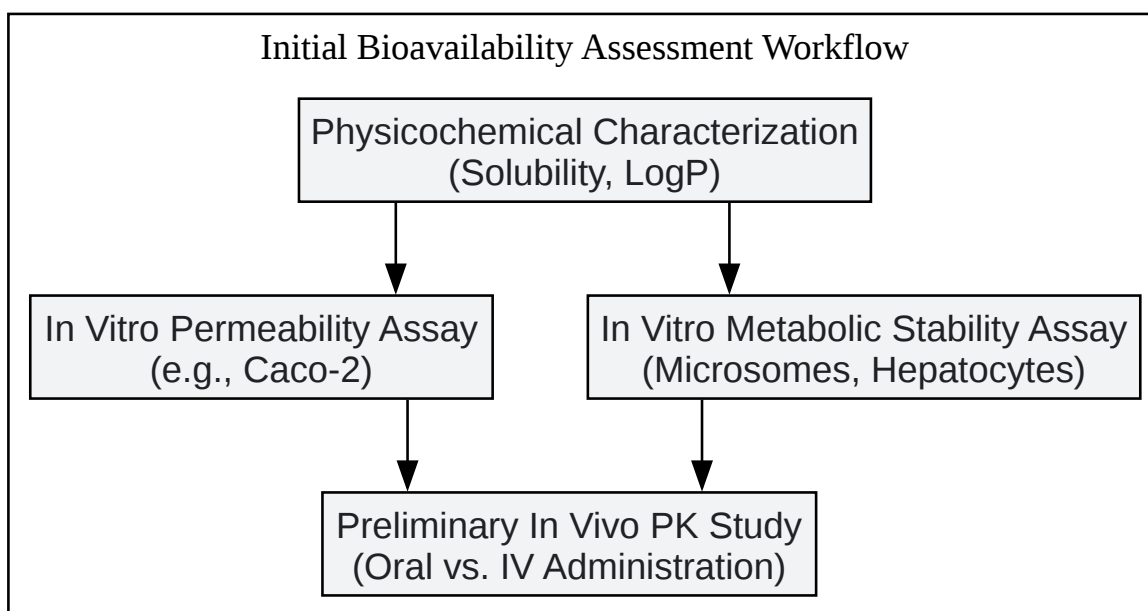 Initial Bioavailability Assessment Workflow
Physicochemical Characterization
(Solubility, LogP)
In Vitro Permeability Assay
(e.g., Caco-2)
In Vitro Metabolic Stability Assay
(Microsomes, Hepatocytes)
Preliminary In Vivo PK Study
(Oral vs. IV Administration)